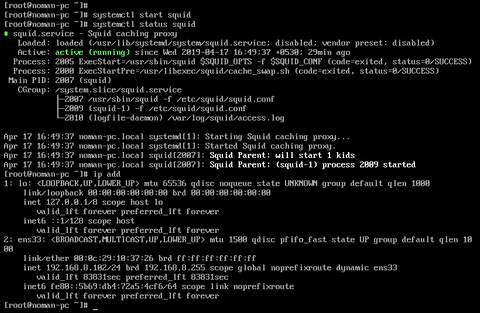 [root@noman-pc ~]#
[root@noman-pc ~]# systemctl start squid
[root@noman-pc ~]# systemctl status squid
● squid.service - Squid caching proxy
Loaded: loaded (/usr/lib/systemd/system/squid.service; disabled; vendor preset: disabled)
Active: active (running) since Wed 2019-04-17 16:49:37 +0530; 29min ago
Process: 2005 ExecStart=/usr/sbin/squid $SQUID_OPTS -f $SQUID_CONF (code=exited, status=0/SUCCESS)
Process: 2000 ExecStartPre=/usr/libexec/squid/cache_swap.sh (code=exited, status=0/SUCCESS)
Main PID: 2007 (squid)
CGroup: /system.slice/squid.service
├─2007 /usr/sbin/squid -f /etc/squid/squid.conf
├─2009 (squid-1) -f /etc/squid/squid.conf
└─2010 (logfile-daemon) /var/log/squid/access.log
Apr 17 16:49:37 noman-pc.local systemd[1]: Starting Squid caching proxy...
Apr 17 16:49:37 noman-pc.local systemd[1]: Started Squid caching proxy.
Apr 17 16:49:37 noman-pc.local squid[2007]: Squid Parent: will start 1 kids
Apr 17 16:49:37 noman-pc.local squid[2007]: Squid Parent: (squid-1) process 2009 started
[root@noman-pc ~]# ip add
1: lo: <LOOPBACK,UP,LOWER_UP> mtu 65536 qdisc noqueue state UNKNOWN group default qlen 1000
link/loopback 00:00:00:00:00:00 brd 00:00:00:00:00:00
inet 127.0.0.1/8 scope host lo
valid_lft forever preferred_lft forever
inet6 ::1/128 scope host
valid_lft forever preferred_lft forever
2: ens33: <BROADCAST,MULTICAST,UP,LOWER_UP> mtu 1500 qdisc pfifo_fast state UP group default qlen 10
00
link/ether 00:0c:29:10:37:26 brd ff:ff:ff:ff:ff:ff
inet 192.168.8.102/24 brd 192.168.8.255 scope global noprefixroute dynamic ens33
valid_lft 83831sec preferred_lft 83831sec
inet6 fe80::5b69:db4:72a5:4cf6/64 scope link noprefixroute
valid_lft forever preferred_lft forever
[root@noman-pc ~]# _